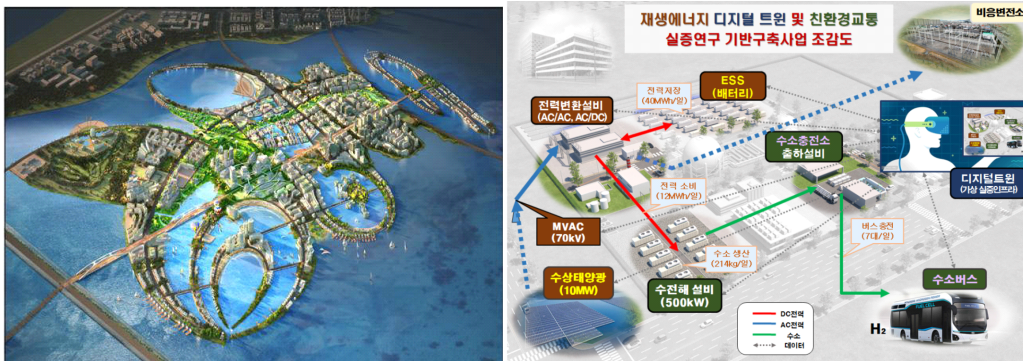 재생에너지 디지털 트윈 및 친환경교통
실증연구 기반구축사업 조감도
비응변전소
ESS
(배터리)
전력저장
(40MWh/일)
전력변환설비
(AC/AC, AC/DC)
수소충전소
출하설비
디지털트윈
(가상 실증인프라)
전력 소비
(12MWh/일)
MVAC
(70kV)
버스 충전
(7대/일)
수소 생산
(214kg/일)
수상태양광
(10MW)
수전해 설비
(500kW)
수소버스
H₂
DC전력
AC전력
수소
데이터